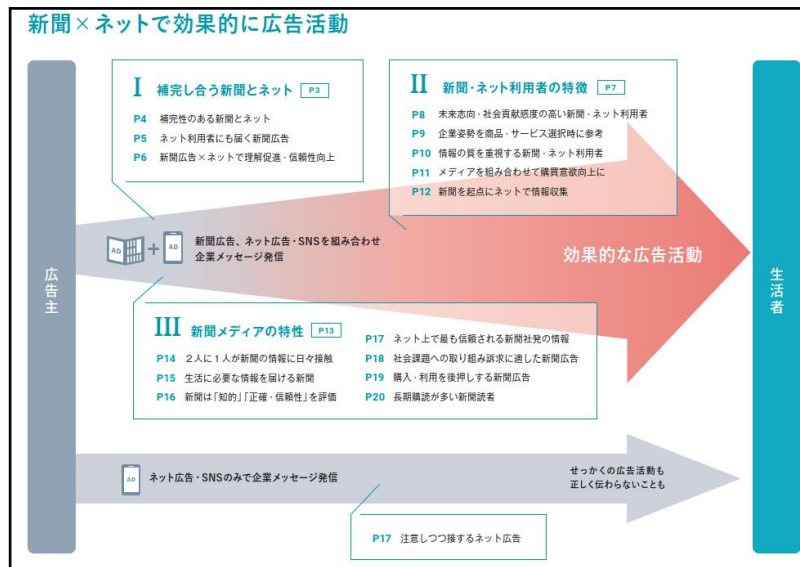 新聞×ネットで効果的に広告活動
広告主
I 補完し合う新聞とネット P3
P4 補完性のある新聞とネット
P5 ネット利用者にも届く新聞広告
P6 新聞広告×ネットで理解促進・信頼性向上
II 新聞・ネット利用者の特徴 P7
P8 未来志向・社会貢献感度の高い新聞・ネット利用者
P9 企業姿勢を商品・サービス選択時に参考
P10 情報の質を重視する新聞・ネット利用者
P11 メディアを組み合わせて購買意欲向上に
P12 新聞を起点にネットで情報収集
AD + AD
新聞広告、ネット広告・SNSを組み合わせ
企業メッセージ発信
効果的な広告活動
生活者
III 新聞メディアの特性 P13
P14 2人に1人が新聞の情報に日々接触
P15 生活に必要な情報を届ける新聞
P16 新聞は「知的」「正確・信頼性」を評価
P17 ネット上で最も信頼される新聞社発の情報
P18 社会課題への取り組み訴求に適した新聞広告
P19 購入・利用を後押しする新聞広告
P20 長期購読が多い新聞読者
AD
ネット広告・SNSのみで企業メッセージ発信
せっかくの広告活動も
正しく伝わらないことも
P17 注意しつつ接するネット広告